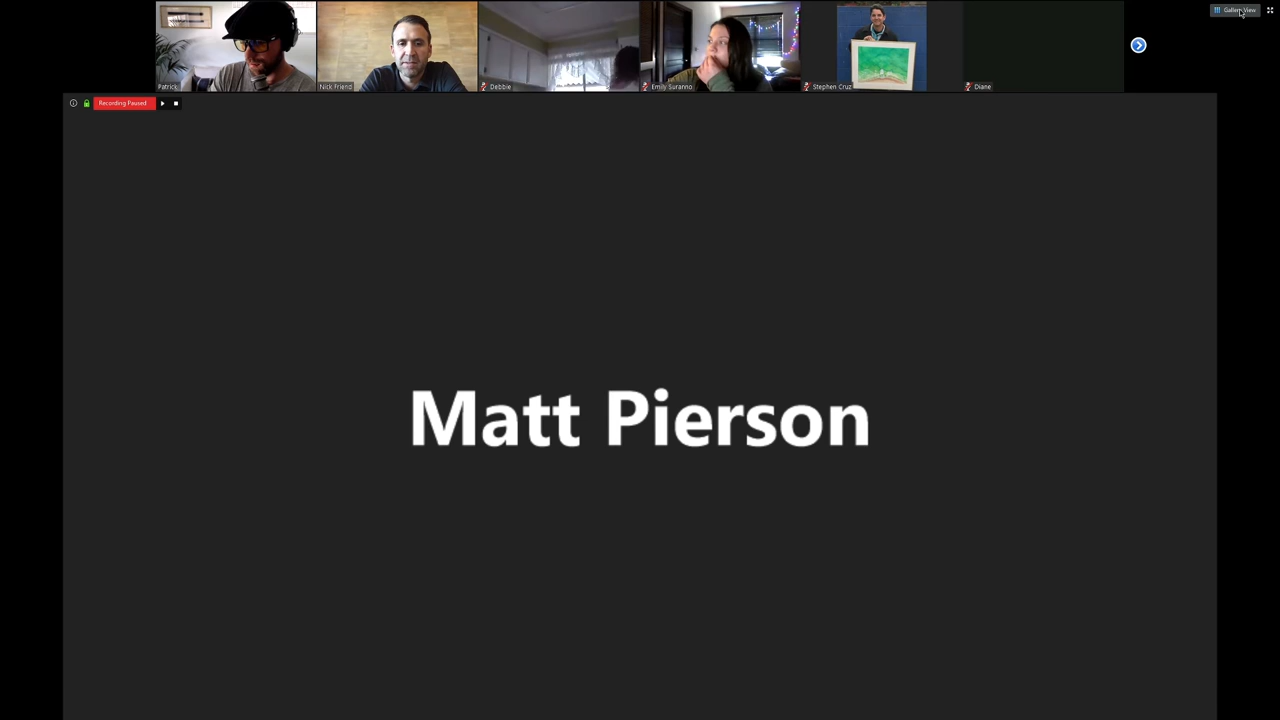 Gallery View
Patrick
Nick Friend
Debbie
Emily Suranno
Stephen Cruz
Diane
Recording Paused
Matt Pierson